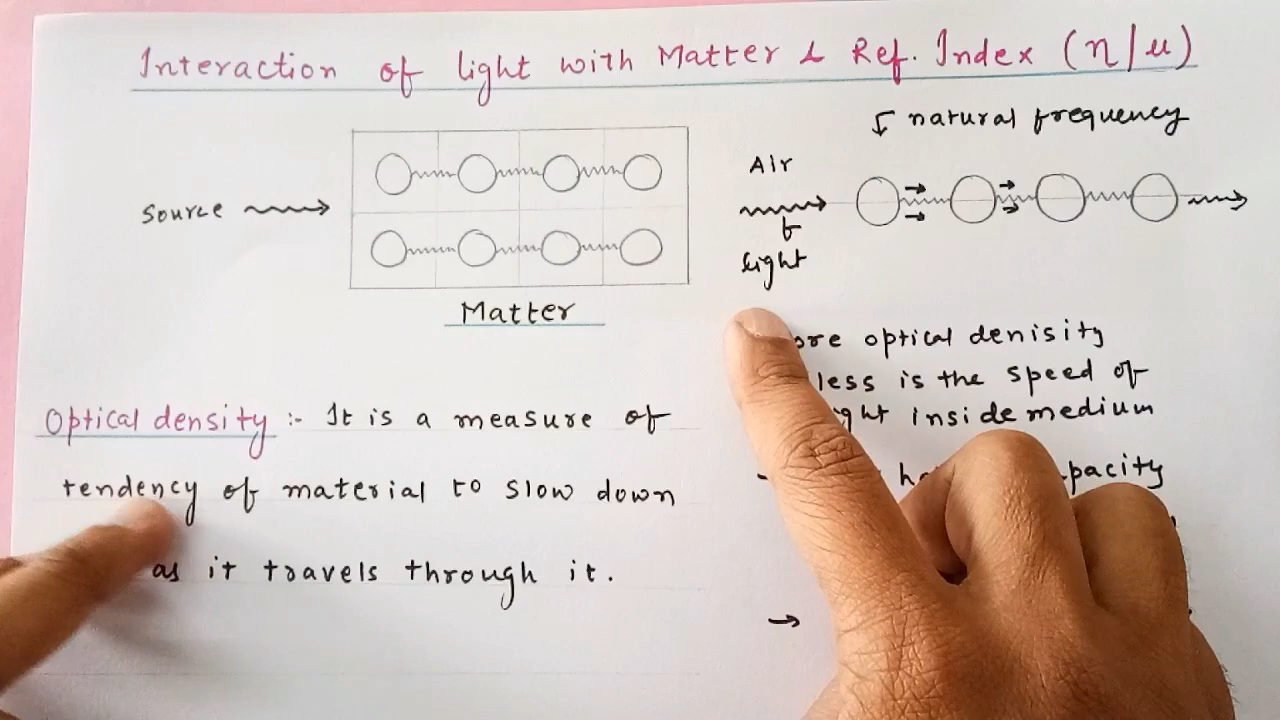 Interaction of light with Matter & Ref. Index (η/μ)
natural frequency
Air
Source
light
Matter
optical denisity
less is the speed of
inside medium
Optical density :- It is a measure of
tendency of material to slow down
as it travels through it.